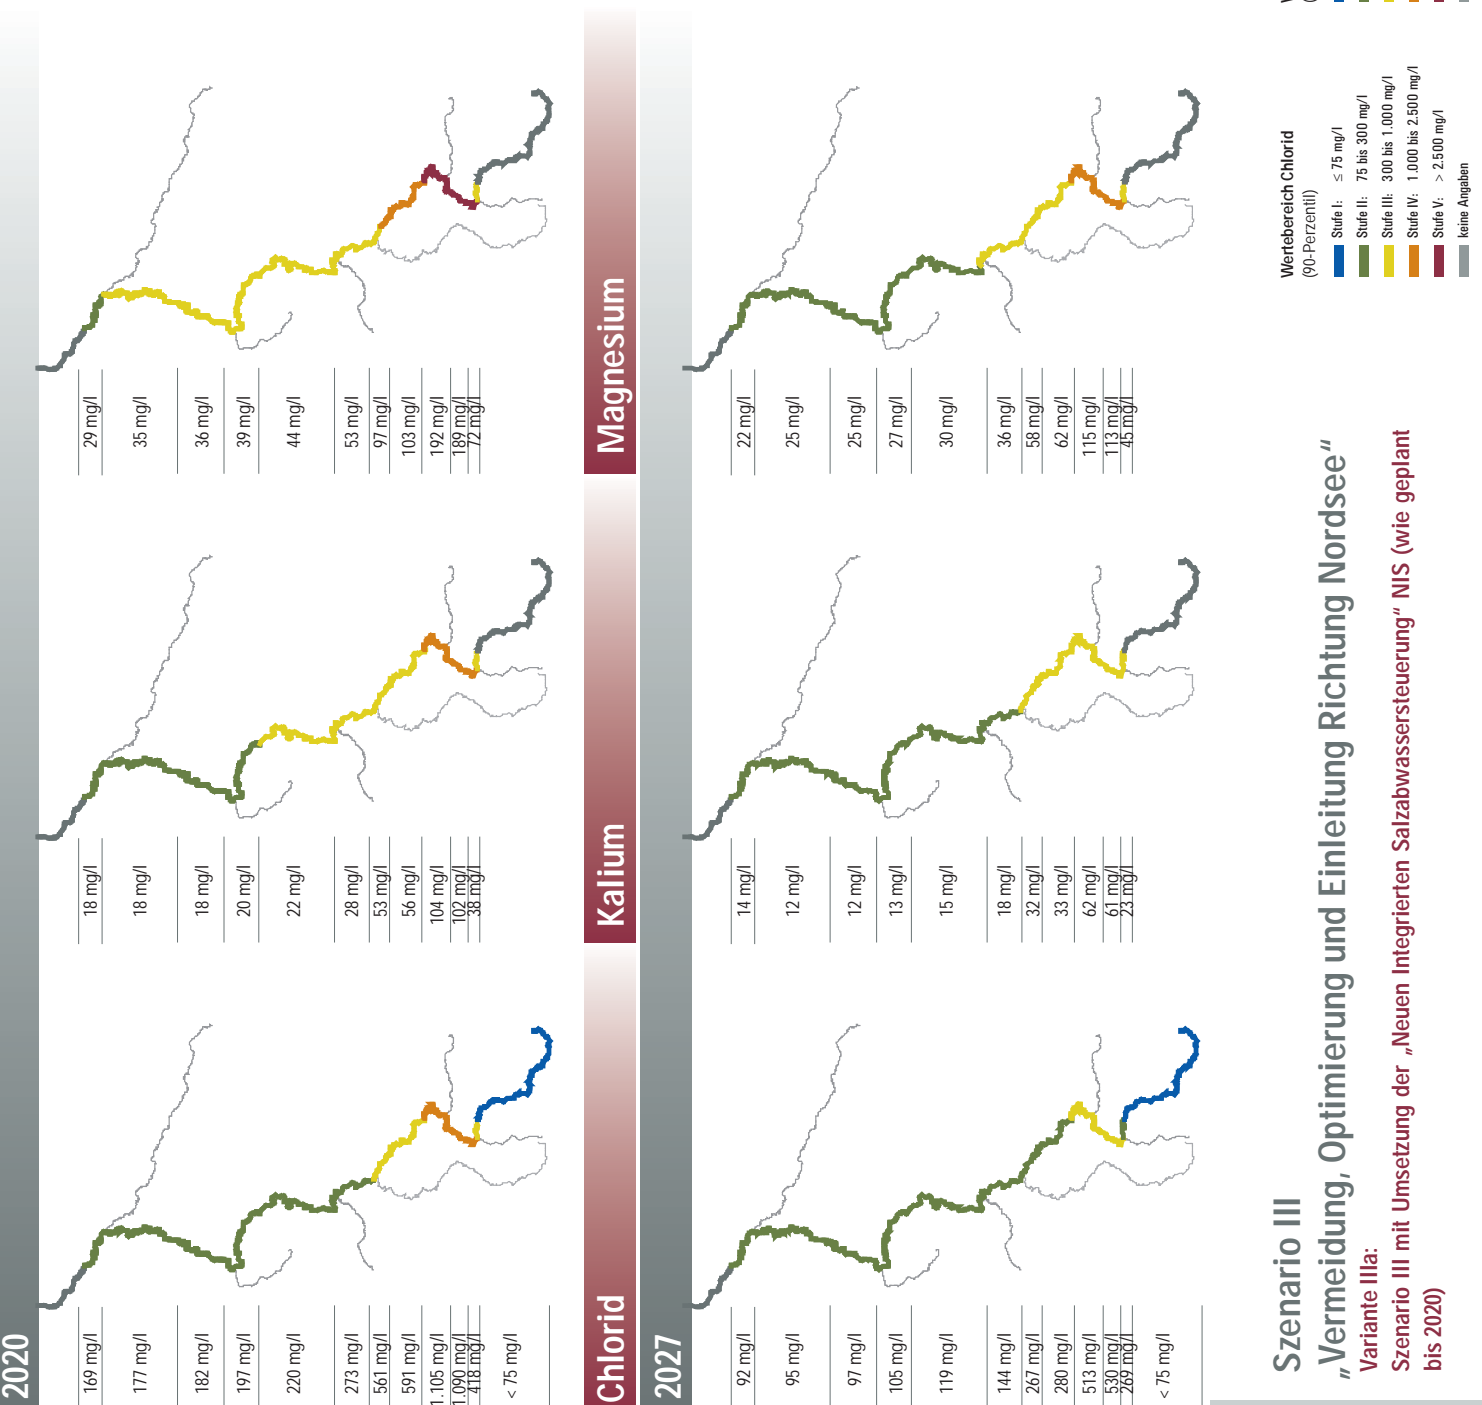 2020
169 mg/l 18 mg/l 29 mg/l
177 mg/l 18 mg/l 35 mg/l
182 mg/l 18 mg/l 36 mg/l
197 mg/l 20 mg/l 39 mg/l
220 mg/l 22 mg/l 44 mg/l
273 mg/l 28 mg/l 53 mg/l
561 mg/l 53 mg/l 97 mg/l
591 mg/l 56 mg/l 103 mg/l
1.105 mg/l 104 mg/l 192 mg/l
1.090 mg/l 102 mg/l 189 mg/l
418 mg/l 38 mg/l 72 mg/l
< 75 mg/l
Chlorid Kalium Magnesium
2027
92 mg/l 14 mg/l 22 mg/l
95 mg/l 12 mg/l 25 mg/l
97 mg/l 12 mg/l 25 mg/l
105 mg/l 13 mg/l 27 mg/l
119 mg/l 15 mg/l 30 mg/l
144 mg/l 18 mg/l 36 mg/l
267 mg/l 32 mg/l 58 mg/l
280 mg/l 33 mg/l 62 mg/l
513 mg/l 62 mg/l 115 mg/l
530 mg/l 61 mg/l 113 mg/l
269 mg/l 23 mg/l 45 mg/l
< 75 mg/l
Szenario III
„Vermeidung, Optimierung und Einleitung Richtung Nordsee“
Variante IIIa:
Szenario III mit Umsetzung der „Neuen Integrierten Salzabwassersteuerung“ NIS (wie geplant
bis 2020)
Wertebereich Chlorid
(90-Perzentil)
Stufe I: ≤ 75 mg/l
Stufe II: 75 bis 300 mg/l
Stufe III: 300 bis 1.000 mg/l
Stufe IV: 1.000 bis 2.500 mg/l
Stufe V: > 2.500 mg/l
keine Angaben